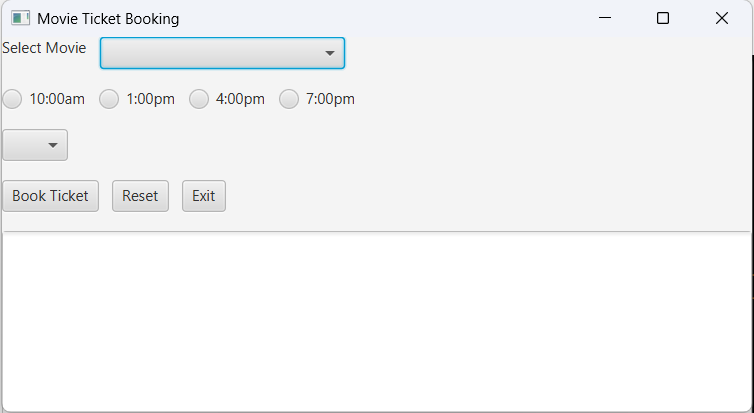 Movie Ticket Booking
Select Movie
10:00am 1:00pm 4:00pm 7:00pm
Book Ticket Reset Exit